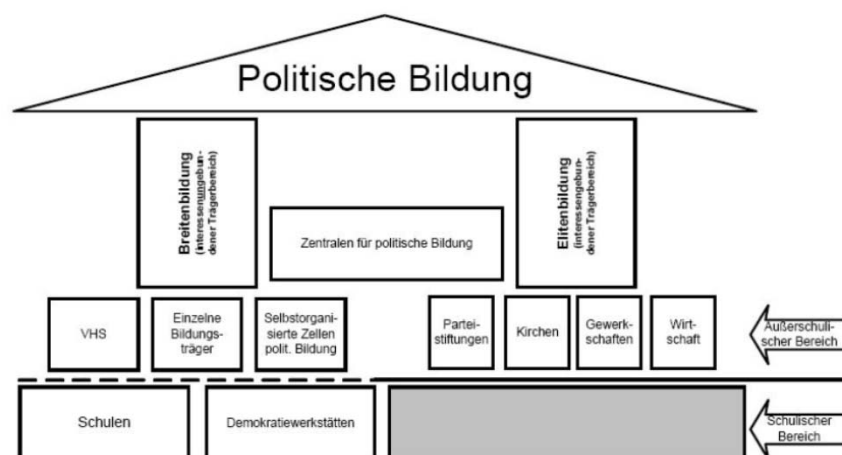 Politische Bildung
Breitenbildung
(interessenungebun-
dener Trägerbereich)
Elitenbildung
(interessengebun-
dener Trägerbereich)
Zentralen für politische Bildung
VHS
Einzelne
Bildungs-
träger
Selbstorgani-
sierte Zellen
polit. Bildung
Partei-
stiftungen
Kirchen
Gewerk-
schaften
Wirt-
schaft
Außerschuli-
scher Bereich
Schulen
Demokratiewerkstätten
Schulischer
Bereich